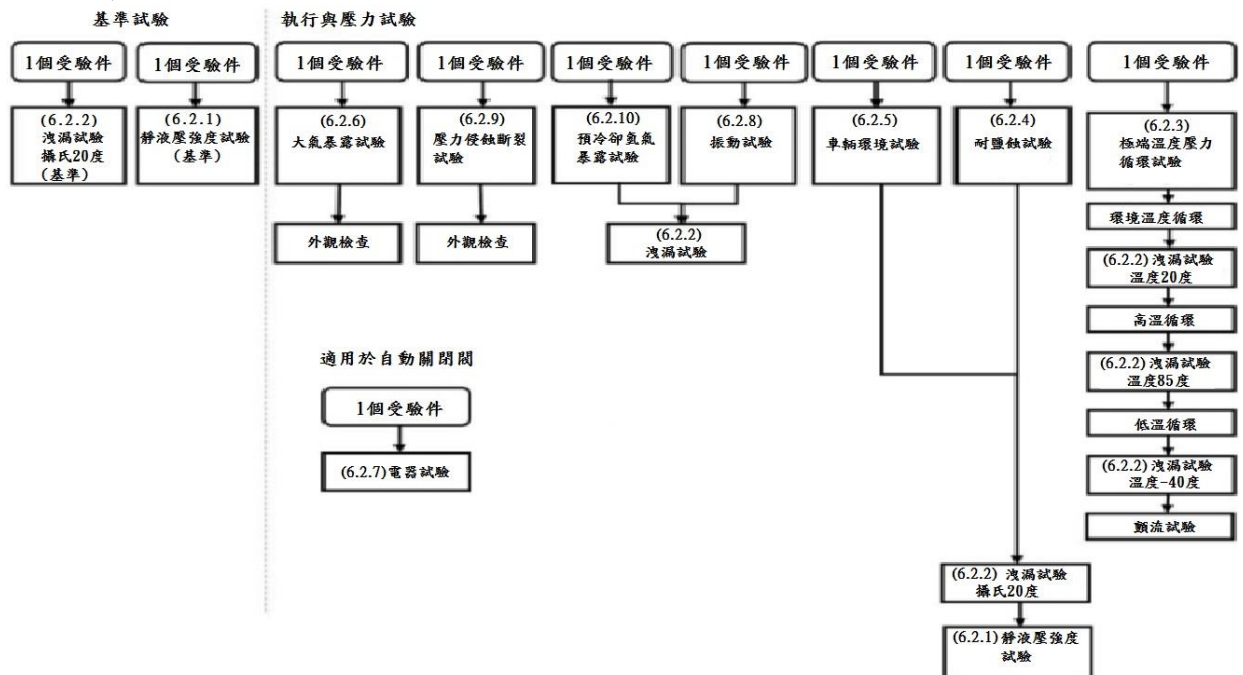 基準試驗
執行與壓力試驗
1個受驗件
1個受驗件
1個受驗件
1個受驗件
1個受驗件
1個受驗件
1個受驗件
1個受驗件
1個受驗件
(6.2.2)
洩漏試驗
攝氏20度
(基準)
(6.2.1)
靜液壓強度試驗
(基準)
(6.2.6)
大氣暴露試驗
(6.2.9)
壓力侵蝕斷裂
試驗
(6.2.10)
預冷卻氫氣
暴露試驗
(6.2.8)
振動試驗
(6.2.5)
車輛環境試驗
(6.2.4)
耐鹽蝕試驗
(6.2.3)
極端溫度壓力
循環試驗
外觀檢查
外觀檢查
(6.2.2)
洩漏試驗
環境溫度循環
(6.2.2) 洩漏試驗
溫度20度
高溫循環
(6.2.2) 洩漏試驗
溫度85度
低溫循環
(6.2.2) 洩漏試驗
溫度-40度
顫流試驗
適用於自動關閉閥
1個受驗件
(6.2.7)電器試驗
(6.2.2) 洩漏試驗
攝氏20度
(6.2.1)靜液壓強度
試驗